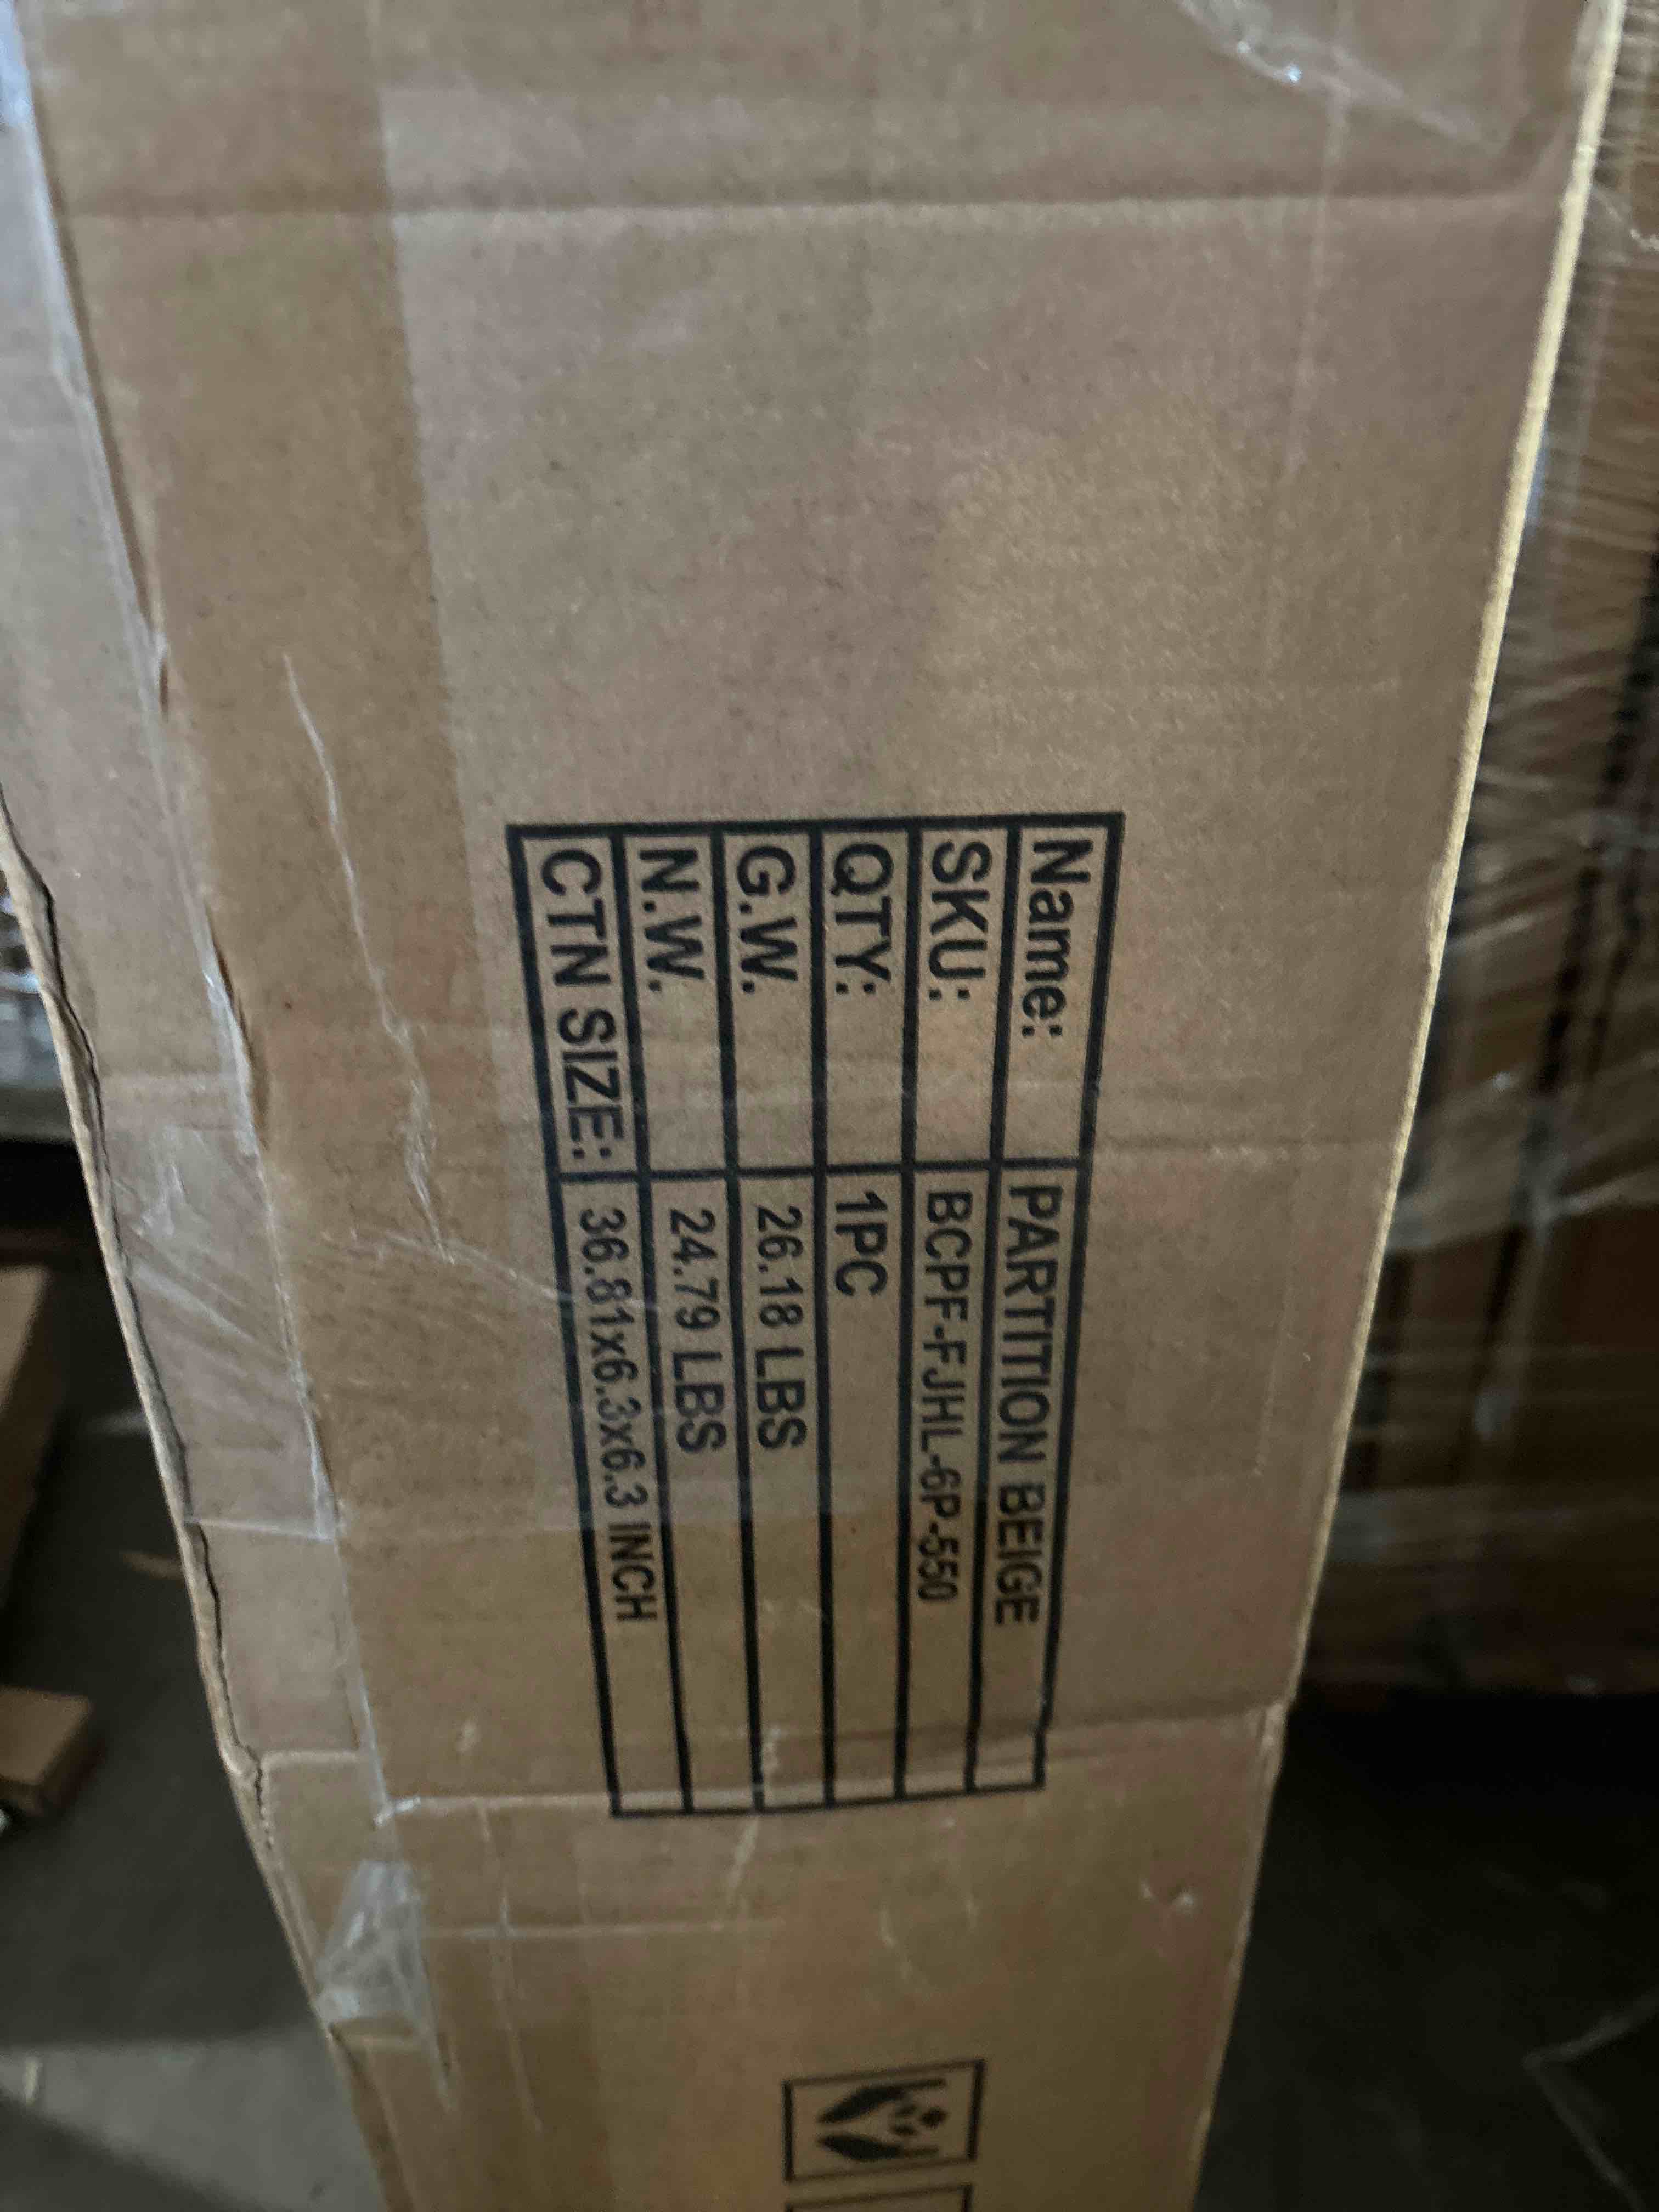 Name: PARTITION BEIGE
SKU: BCPF-FJHL-6P-550
QTY: 1PC
G.W. 26.18 LBS
N.W. 24.79 LBS
CTN SIZE: 36.81x6.3x6.3 INCH